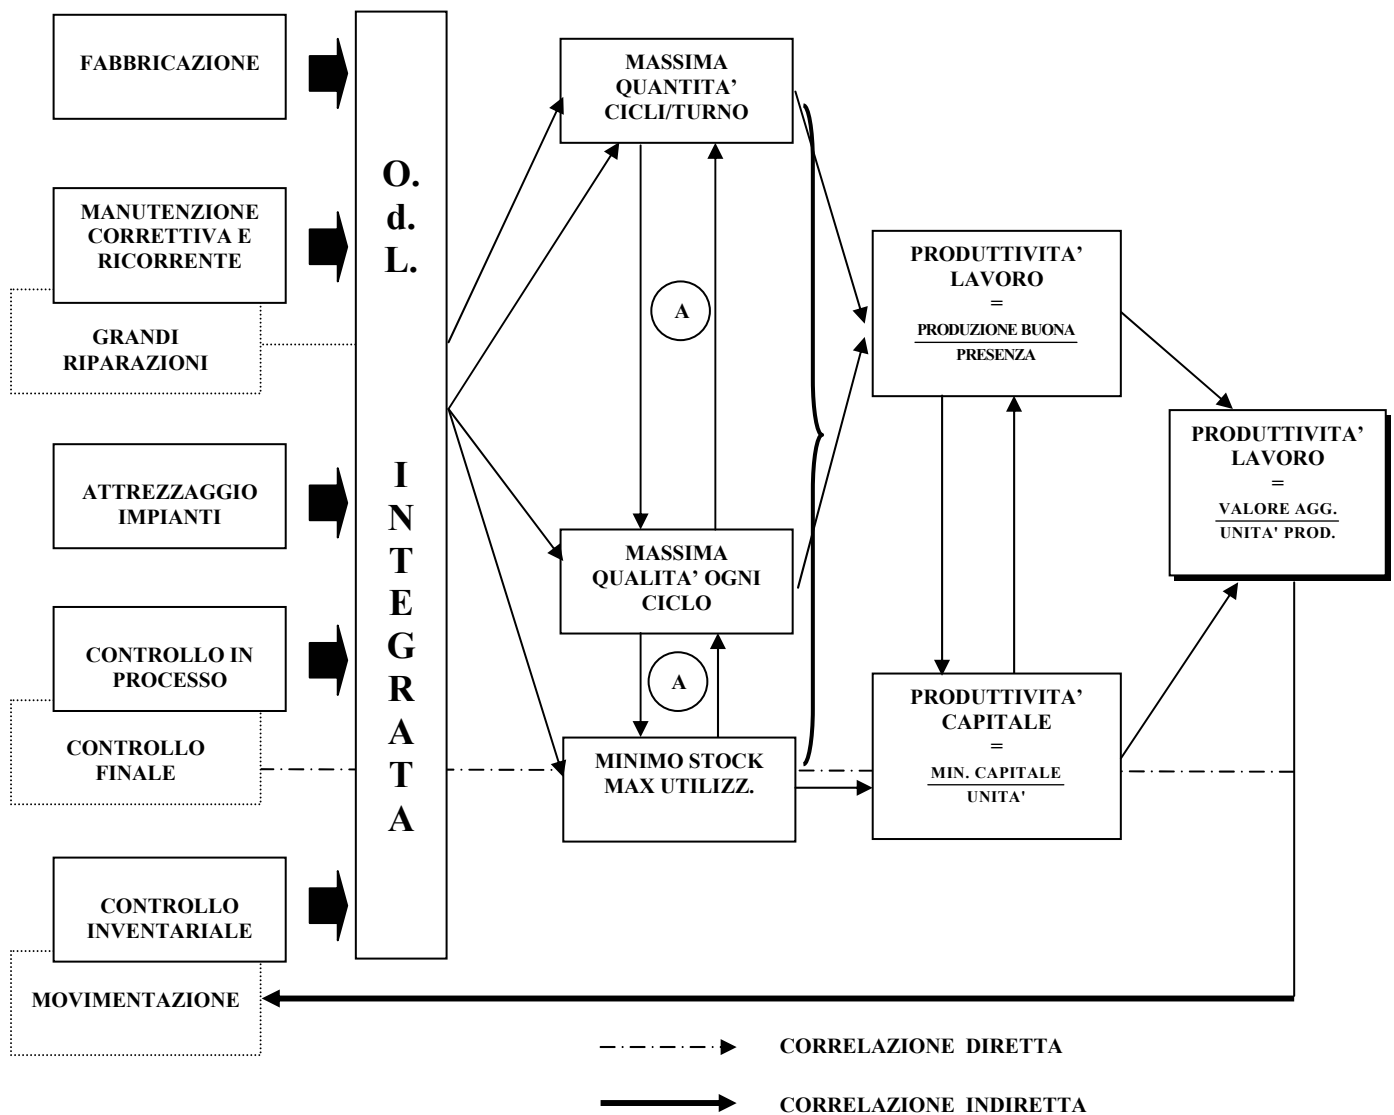 FABBRICAZIONE
MANUTENZIONE
CORRETTIVA E
RICORRENTE
GRANDI
RIPARAZIONI
ATTREZZAGGIO
IMPIANTI
CONTROLLO IN
PROCESSO
CONTROLLO
FINALE
CONTROLLO
INVENTARIALE
MOVIMENTAZIONE
O.
d.
L.
I
N
T
E
G
R
A
T
A
MASSIMA
QUANTITA’
CICLI/TURNO
A
MASSIMA
QUALITA’ OGNI
CICLO
A
MINIMO STOCK
MAX UTILIZZ.
PRODUTTIVITA’
LAVORO
=
PRODUZIONE BUONA
PRESENZA
PRODUTTIVITA’
CAPITALE
=
MIN. CAPITALE
UNITA'
PRODUTTIVITA’
LAVORO
=
VALORE AGG.
UNITA' PROD.
CORRELAZIONE DIRETTA
CORRELAZIONE INDIRETTA